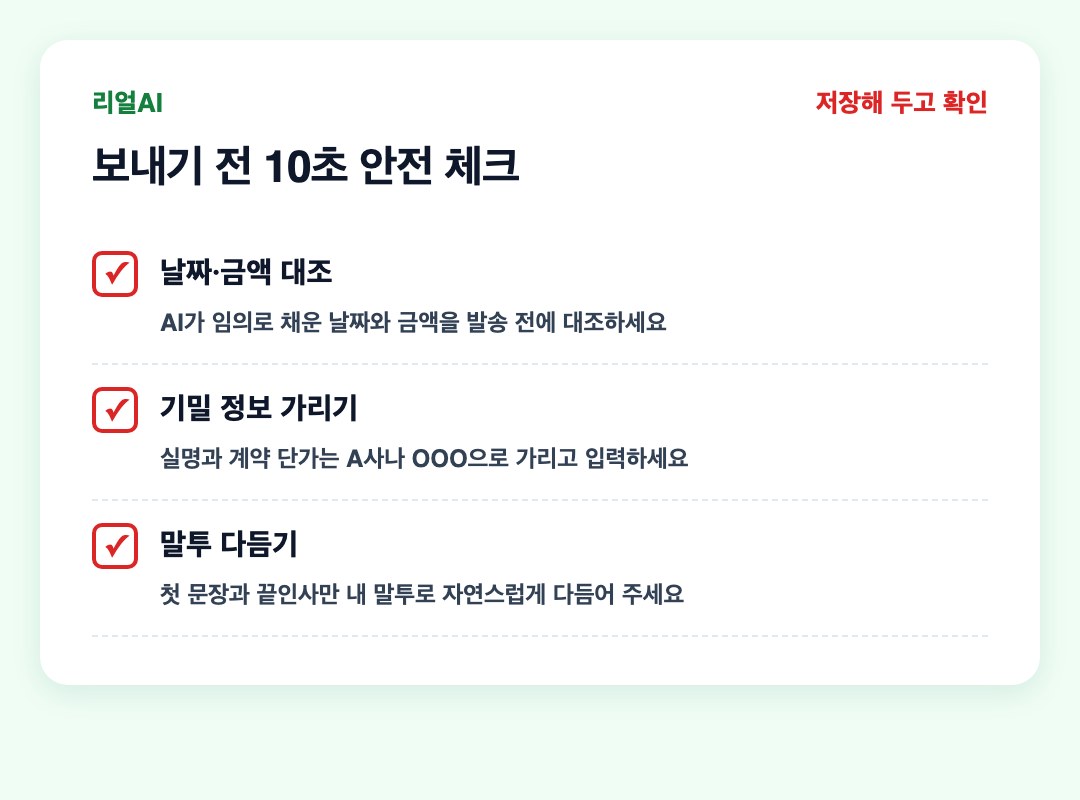 리얼AI
저장해 두고 확인
보내기 전 10초 안전 체크
날짜·금액 대조
AI가 임의로 채운 날짜와 금액을 발송 전에 대조하세요
기밀 정보 가리기
실명과 계약 단가는 A사나 OOO으로 가리고 입력하세요
말투 다듬기
첫 문장과 끝인사만 내 말투로 자연스럽게 다듬어 주세요